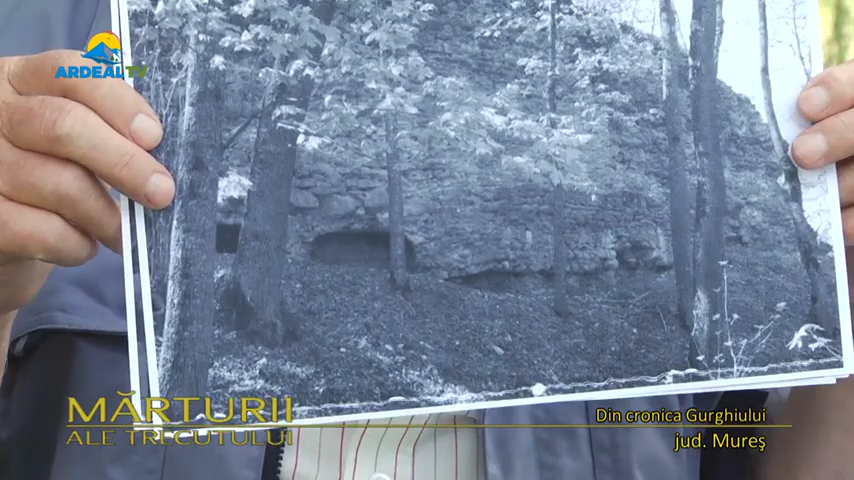 ARDEAL TV
MĂRTURII
ALE TRECUTULUI
Din cronica Gurghiului
jud. Mureş